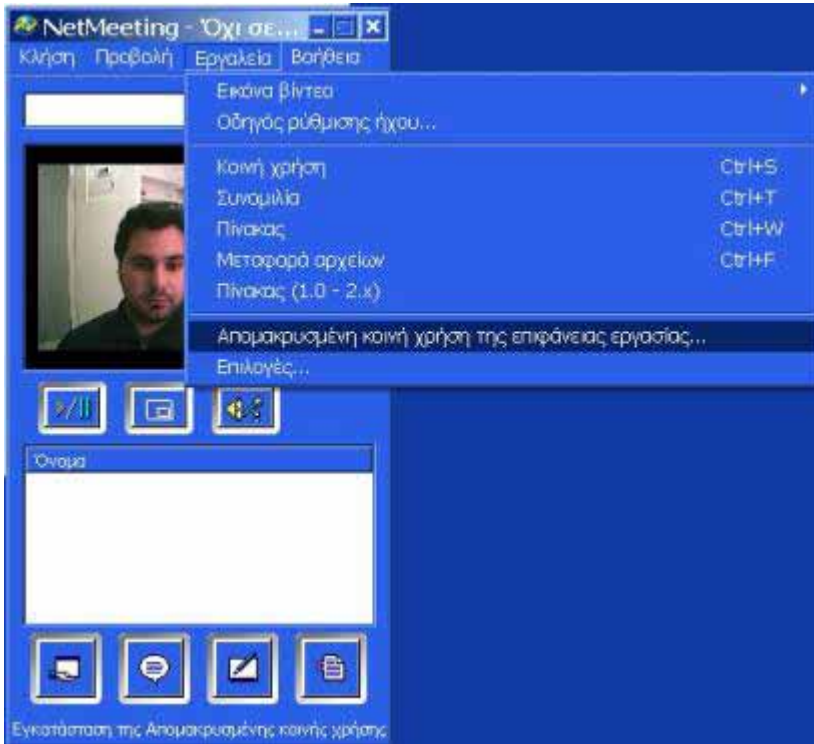 NetMeeting - Όχι σε...
Κλήση Προβολή Εργαλεία Βοήθεια
Εικόνα βίντεο
Οδηγός ρύθμισης ήχου...
Κοινή χρήση Ctrl+S
Συνομιλία Ctrl+T
Πίνακας Ctrl+W
Μεταφορά αρχείων Ctrl+F
Πίνακας (1.0 - 2.x)
Απομακρυσμένη κοινή χρήση της επιφάνειας εργασίας...
Επιλογές...
Όνομα
Εγκατάσταση της Απομακρυσμένης κοινής χρήσης